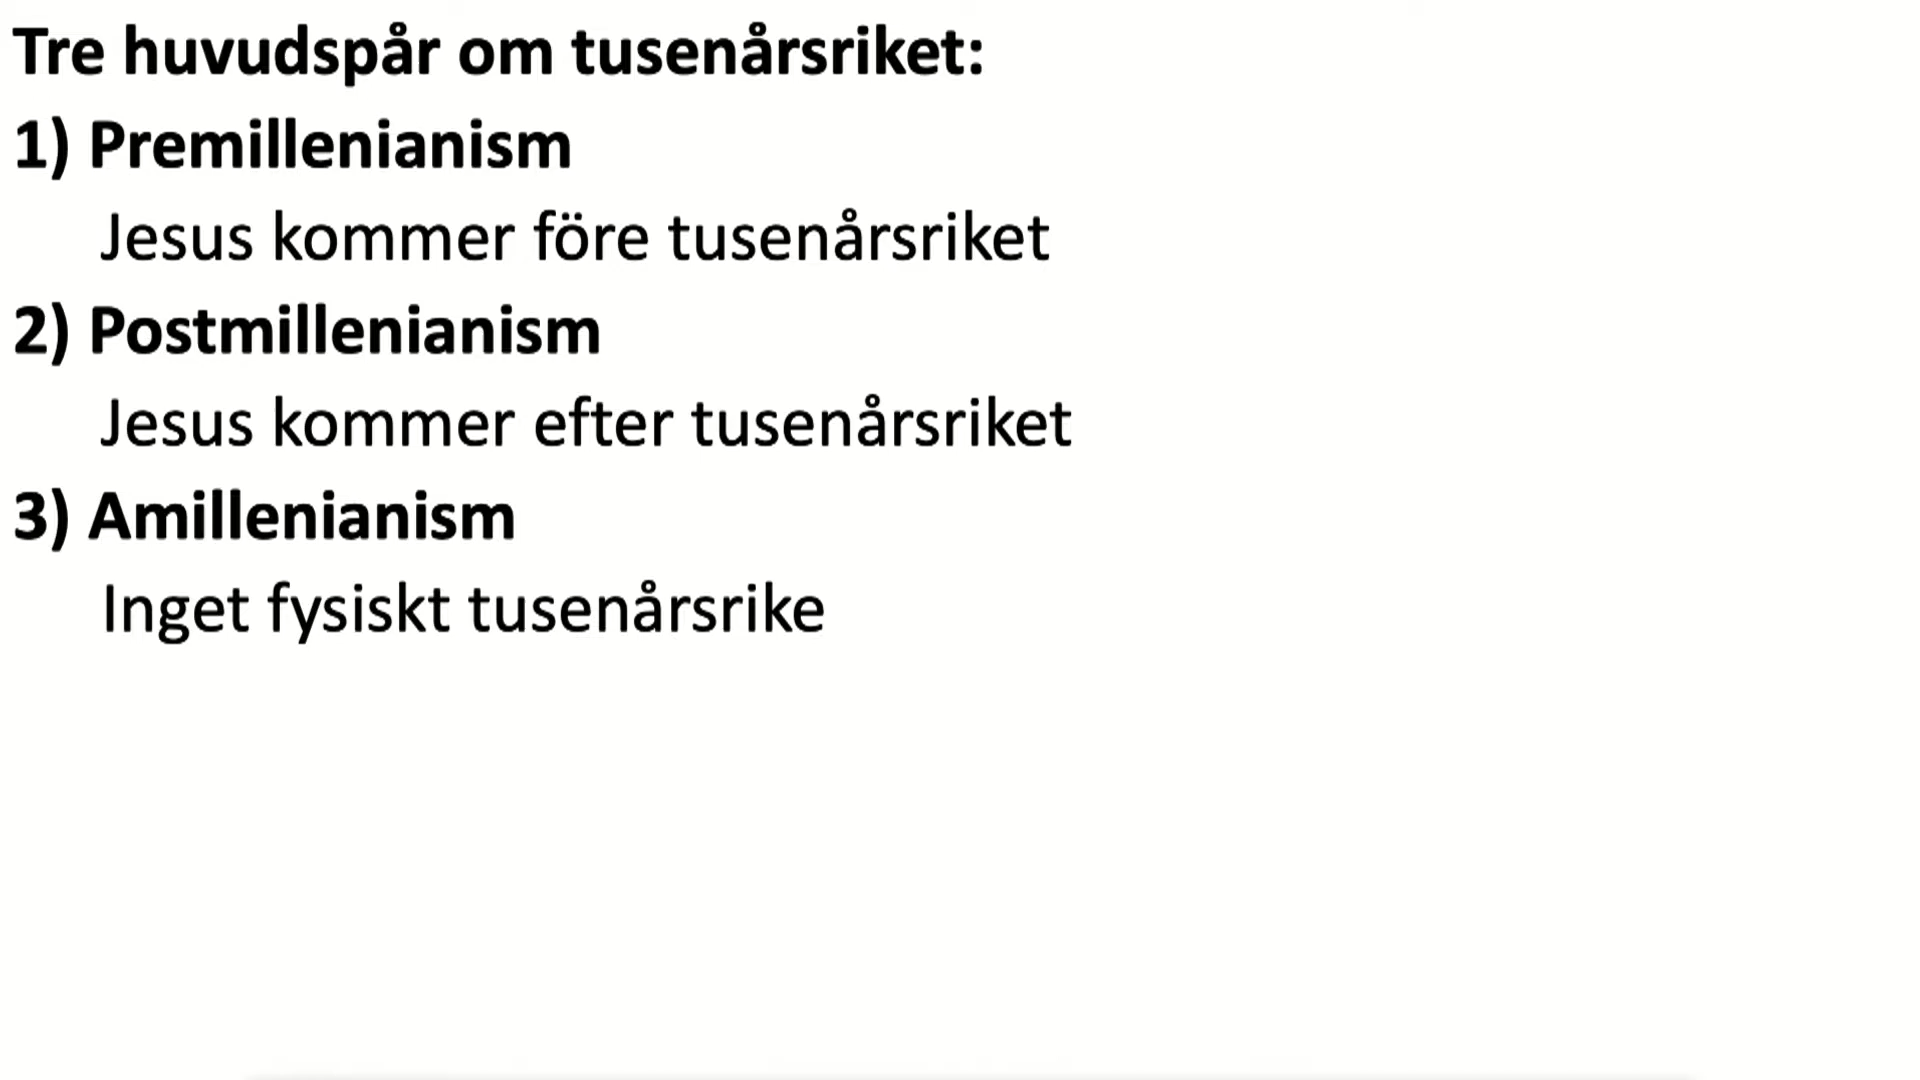 Tre huvudspår om tusenårsriket:
1) Premillenianism
Jesus kommer före tusenårsriket
2) Postmillenianism
Jesus kommer efter tusenårsriket
3) Amillenianism
Inget fysiskt tusenårsrike